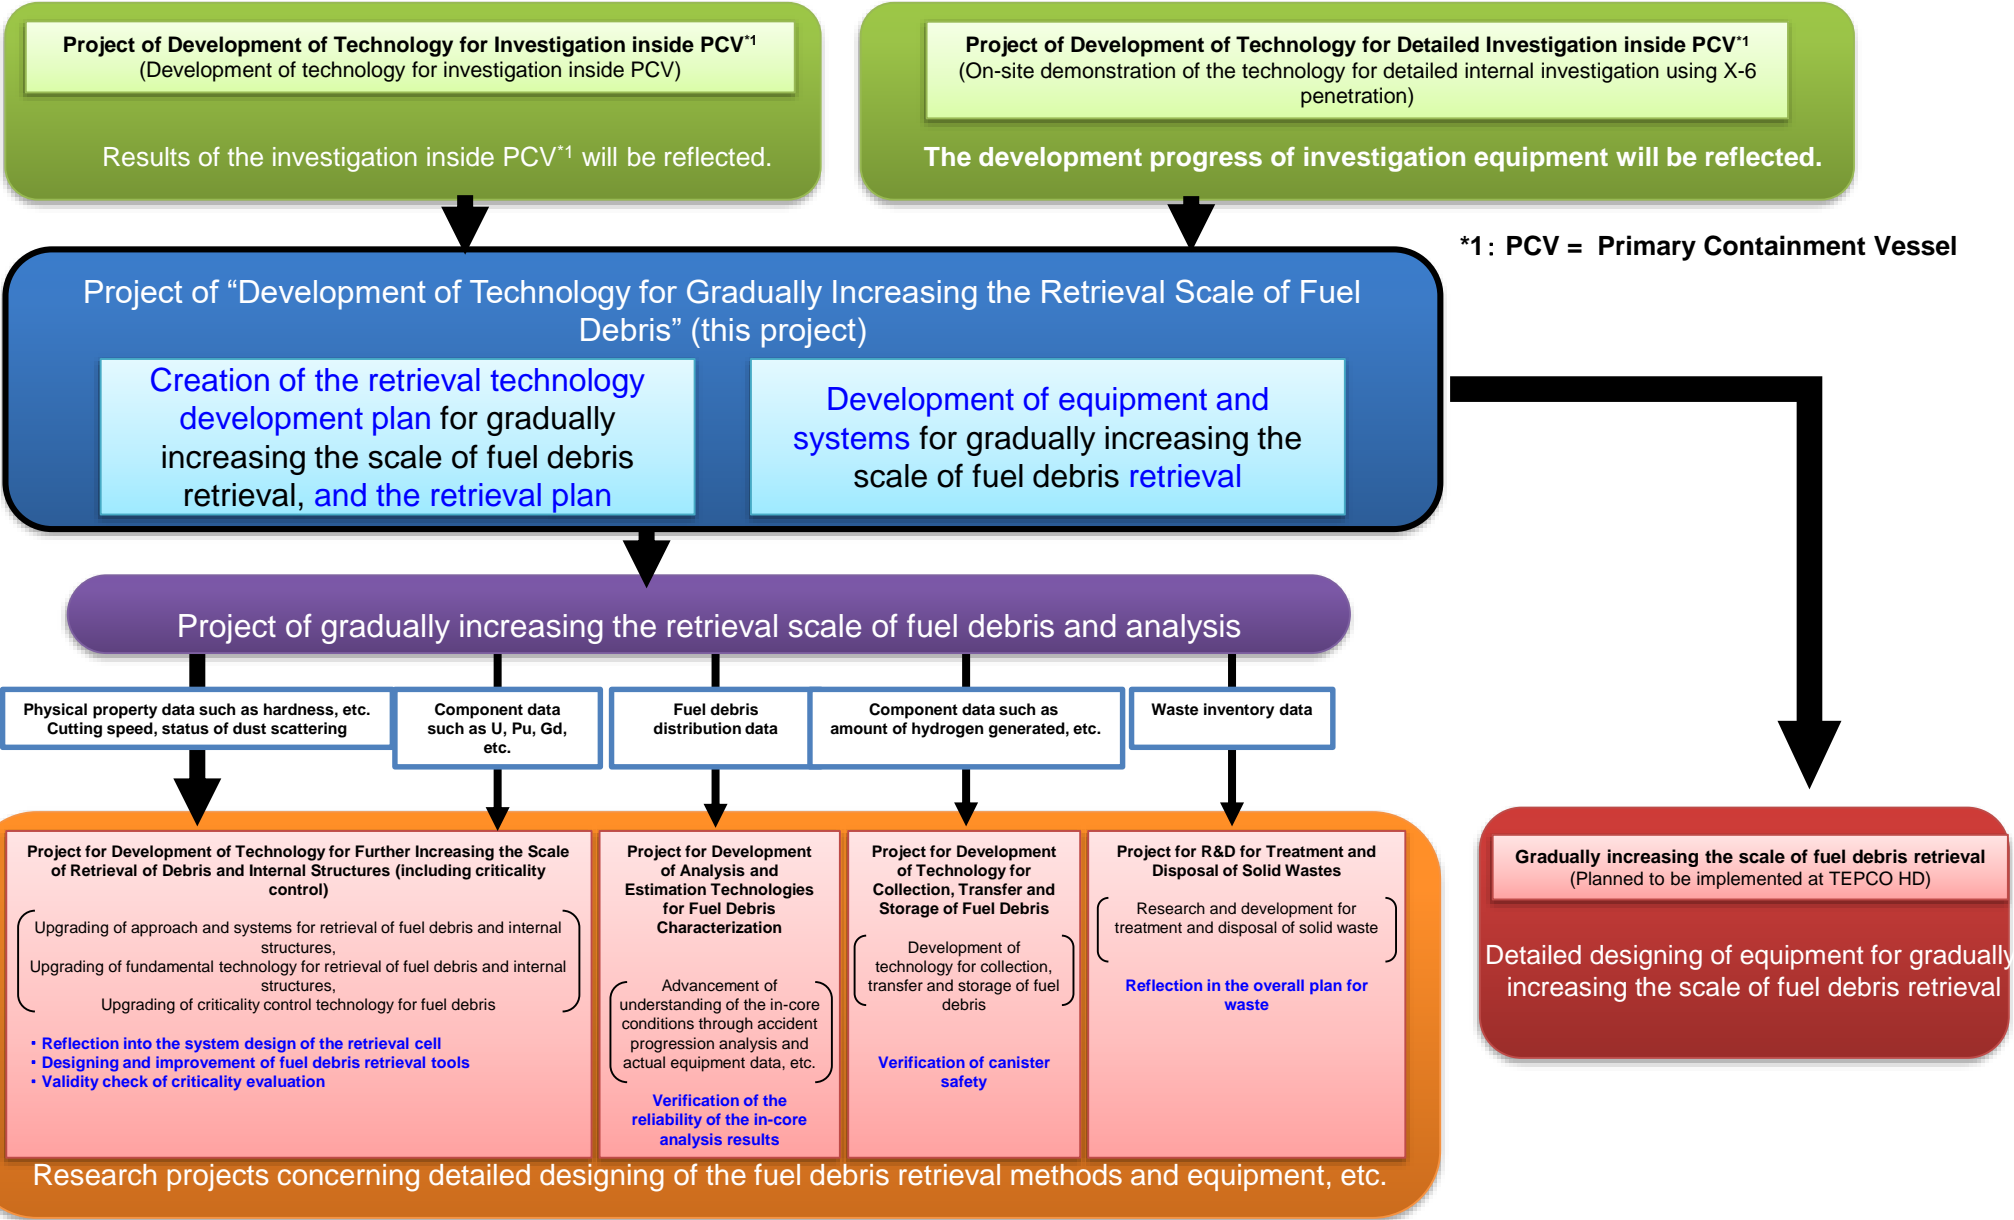 Project of Development of Technology for Investigation inside PCV*1
(Development of technology for investigation inside PCV)
Results of the investigation inside PCV*1 will be reflected.
Project of Development of Technology for Detailed Investigation inside PCV*1
(On-site demonstration of the technology for detailed internal investigation using X-6
penetration)
The development progress of investigation equipment will be reflected.
*1: PCV = Primary Containment Vessel
Project of “Development of Technology for Gradually Increasing the Retrieval Scale of Fuel
Debris” (this project)
Creation of the retrieval technology
development plan for gradually
increasing the scale of fuel debris
retrieval, and the retrieval plan
Development of equipment and
systems for gradually increasing the
scale of fuel debris retrieval
Project of gradually increasing the retrieval scale of fuel debris and analysis
Physical property data such as hardness, etc.
Cutting speed, status of dust scattering
Component data
such as U, Pu, Gd,
etc.
Fuel debris
distribution data
Component data such as
amount of hydrogen generated, etc.
Waste inventory data
Project for Development of Technology for Further Increasing the Scale
of Retrieval of Debris and Internal Structures (including criticality
control)
Upgrading of approach and systems for retrieval of fuel debris and internal
structures,
Upgrading of fundamental technology for retrieval of fuel debris and internal
structures,
Upgrading of criticality control technology for fuel debris
・Reflection into the system design of the retrieval cell
・Designing and improvement of fuel debris retrieval tools
・Validity check of criticality evaluation
Project for Development
of Analysis and
Estimation Technologies
for Fuel Debris
Characterization
Advancement of
understanding of the in-core
conditions through accident
progression analysis and
actual equipment data, etc.
Verification of the
reliability of the in-core
analysis results
Project for Development
of Technology for
Collection, Transfer and
Storage of Fuel Debris
Development of
technology for collection,
transfer and storage of fuel
debris
Verification of canister
safety
Project for R&D for Treatment and
Disposal of Solid Wastes
Research and development for
treatment and disposal of solid waste
Reflection in the overall plan for
waste
Research projects concerning detailed designing of the fuel debris retrieval methods and equipment, etc.
Gradually increasing the scale of fuel debris retrieval
(Planned to be implemented at TEPCO HD)
Detailed designing of equipment for gradually
increasing the scale of fuel debris retrieval